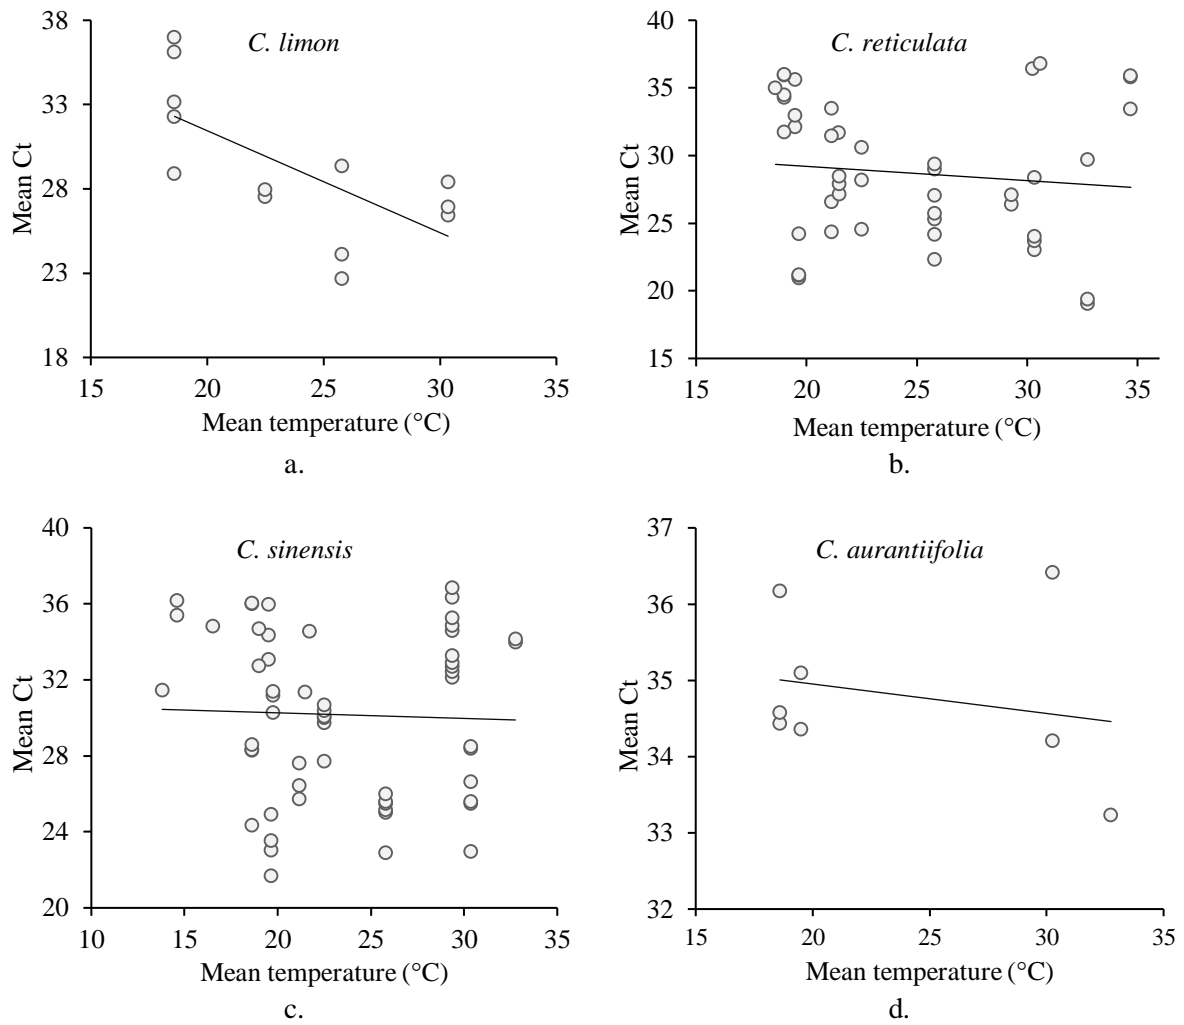 C. limon
38
33
28
23
18
Mean Ct
15 20 25 30 35
Mean temperature (°C)
a.
C. reticulata
40
35
30
25
20
15
Mean Ct
15 20 25 30 35
Mean temperature (°C)
b.
C. sinensis
40
36
32
28
24
20
Mean Ct
10 15 20 25 30 35
Mean temperature (°C)
c.
C. aurantiifolia
37
36
35
34
33
32
Mean Ct
15 20 25 30 35
Mean temperature (°C)
d.